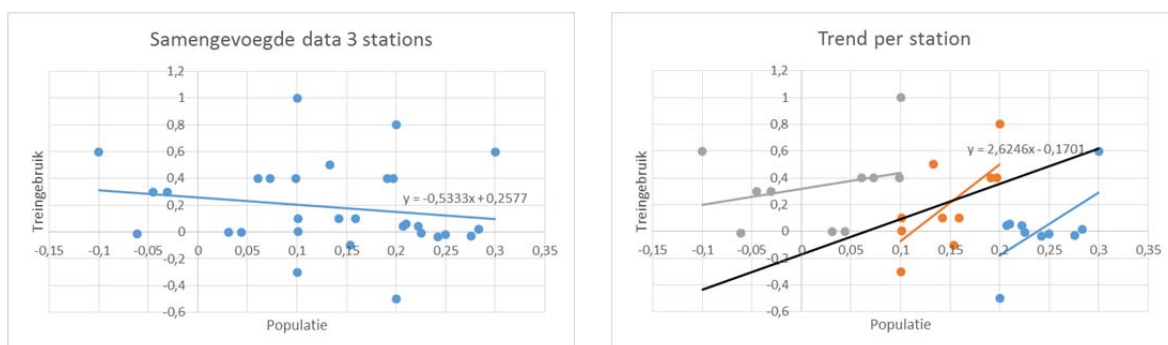 Samengevoegde data 3 stations
1,2
1
0,8
0,6
0,4
0,2
0
-0,2
-0,4
-0,6
-0,15 -0,1 -0,05 0 0,05 0,1 0,15 0,2 0,25 0,3 0,35
y = -0,5333x + 0,2577
Treingebruik
Populatie
Trend per station
1,2
1
0,8
0,6
0,4
0,2
0
-0,2
-0,4
-0,6
-0,15 -0,1 -0,05 0 0,05 0,1 0,15 0,2 0,25 0,3 0,35
y = 2,6246x - 0,1701
Treingebruik
Populatie